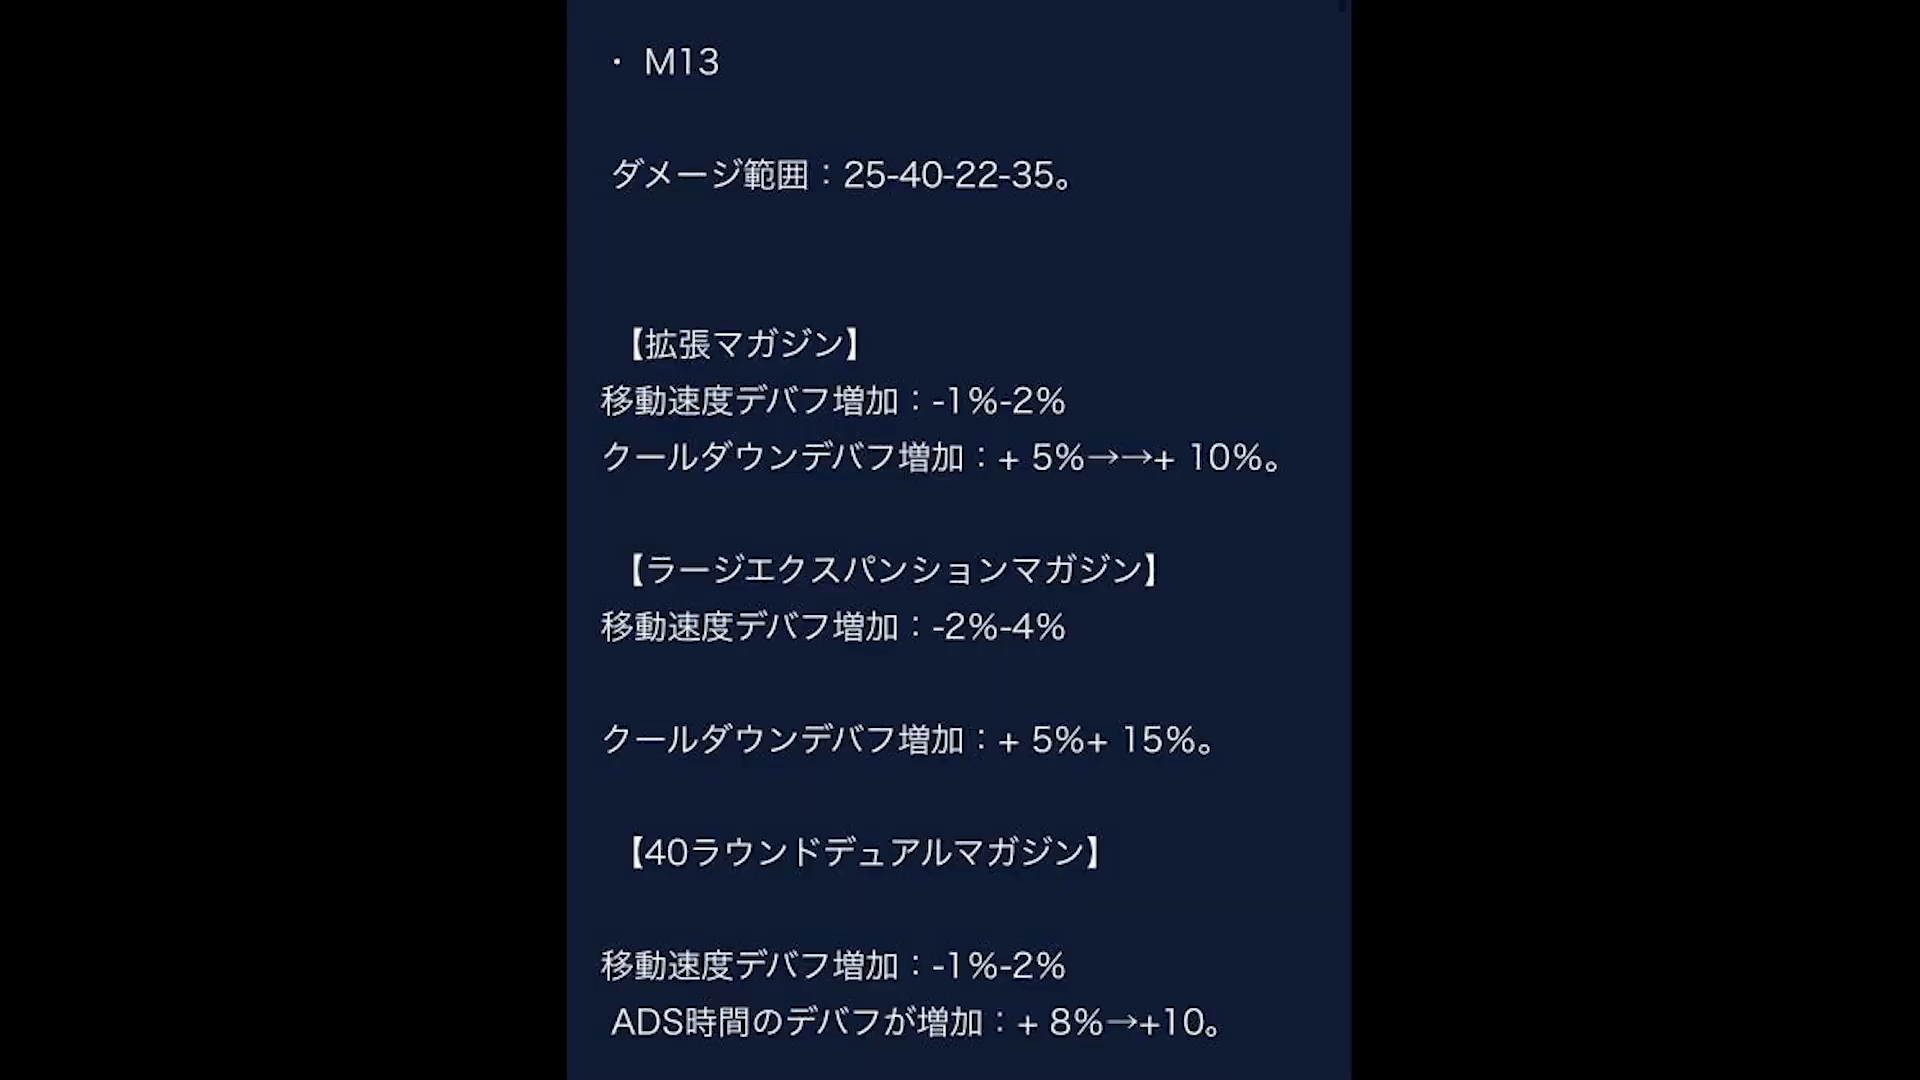 ・ M13
ダメージ範囲：25-40-22-35。
【拡張マガジン】
移動速度デバフ増加：-1%-2%
クールダウンデバフ増加：+ 5%→→+ 10%。
【ラージエクスパンションマガジン】
移動速度デバフ増加：-2%-4%
クールダウンデバフ増加：+ 5%+ 15%。
【40ラウンドデュアルマガジン】
移動速度デバフ増加：-1%-2%
ADS時間のデバフが増加：+ 8%→+10。